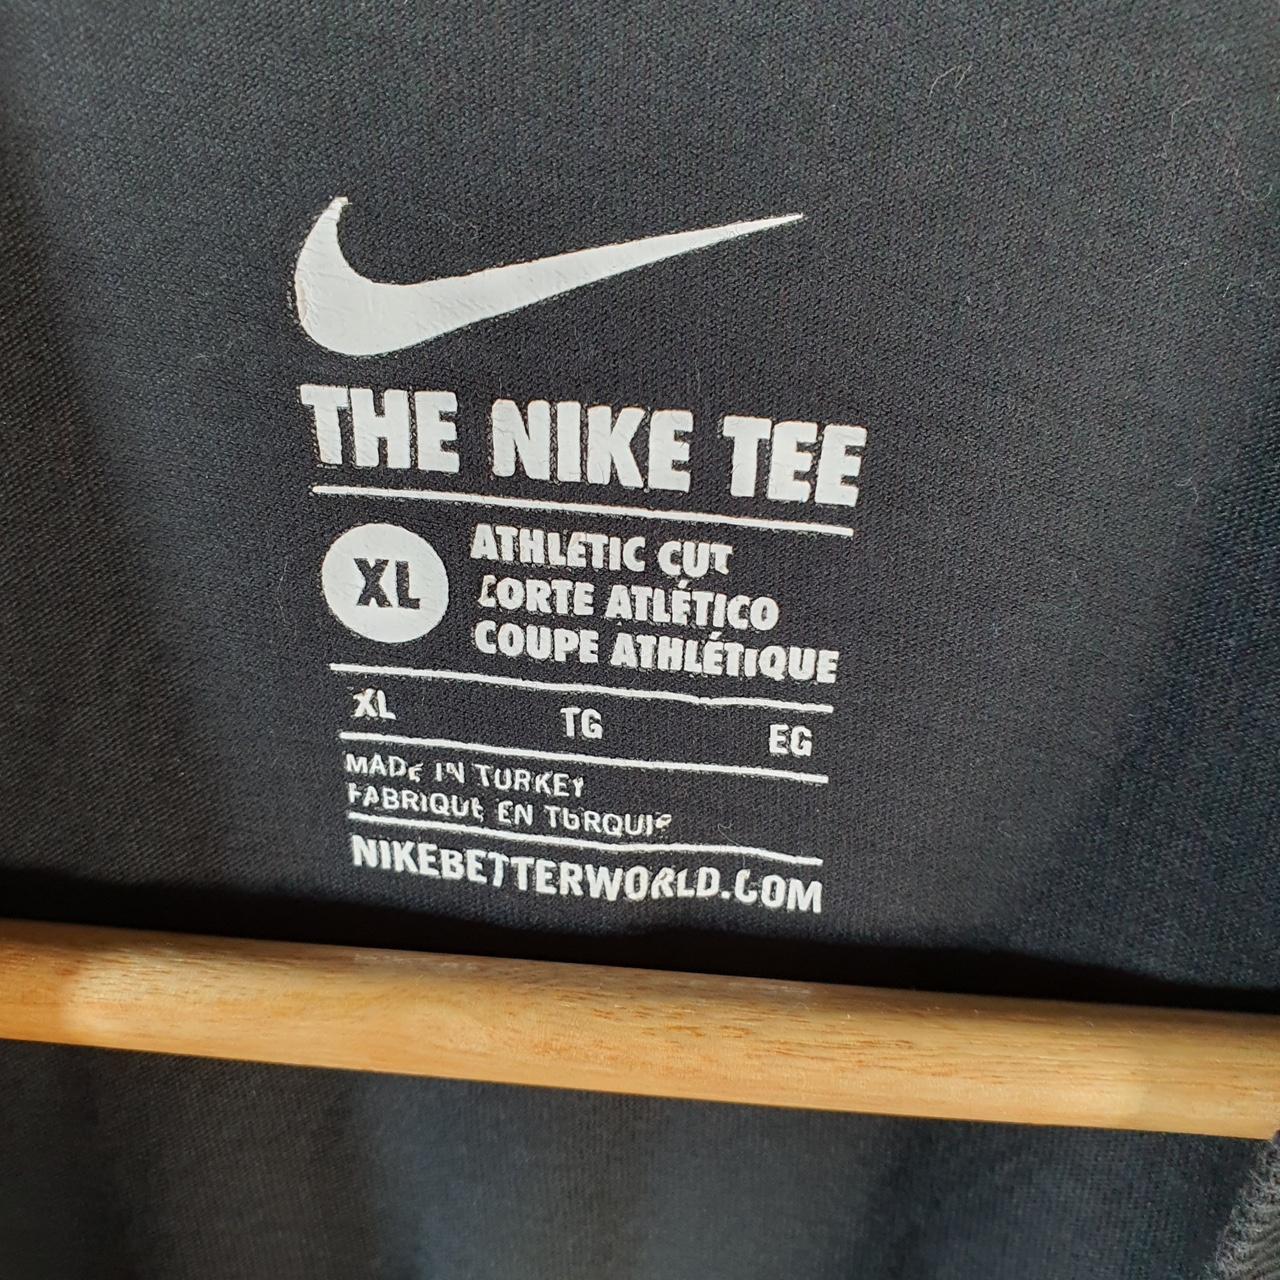 THE NIKE TEE
XL
ATHLETIC CUT
CORTE ATLÉTICO
COUPE ATHLÉTIQUE
XL TG EG
MADE IN TURKEY
FABRIQUE EN TURQUIE
NIKEBETTERWORLD.COM